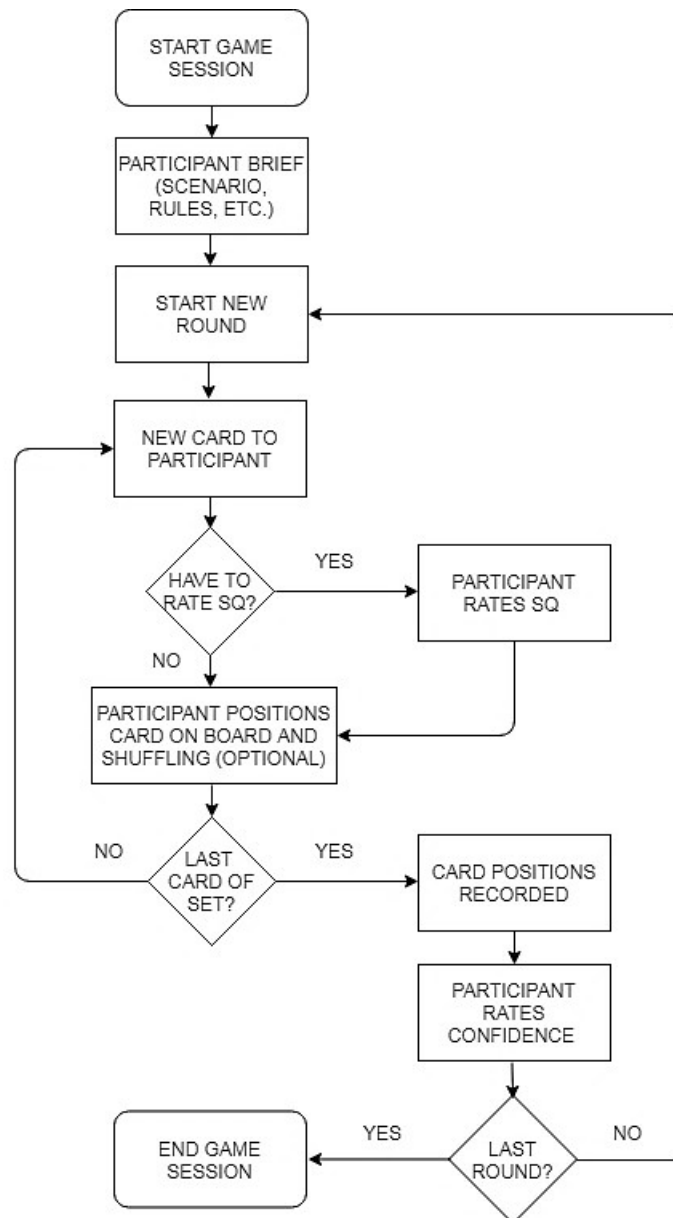 START GAME
SESSION
PARTICIPANT BRIEF
(SCENARIO,
RULES, ETC.)
START NEW
ROUND
NEW CARD TO
PARTICIPANT
HAVE TO
RATE SQ?
YES
PARTICIPANT
RATES SQ
NO
PARTICIPANT POSITIONS
CARD ON BOARD AND
SHUFFLING (OPTIONAL)
NO
LAST
CARD OF
SET?
YES
CARD POSITIONS
RECORDED
PARTICIPANT
RATES
CONFIDENCE
LAST
ROUND?
YES
NO
END GAME
SESSION